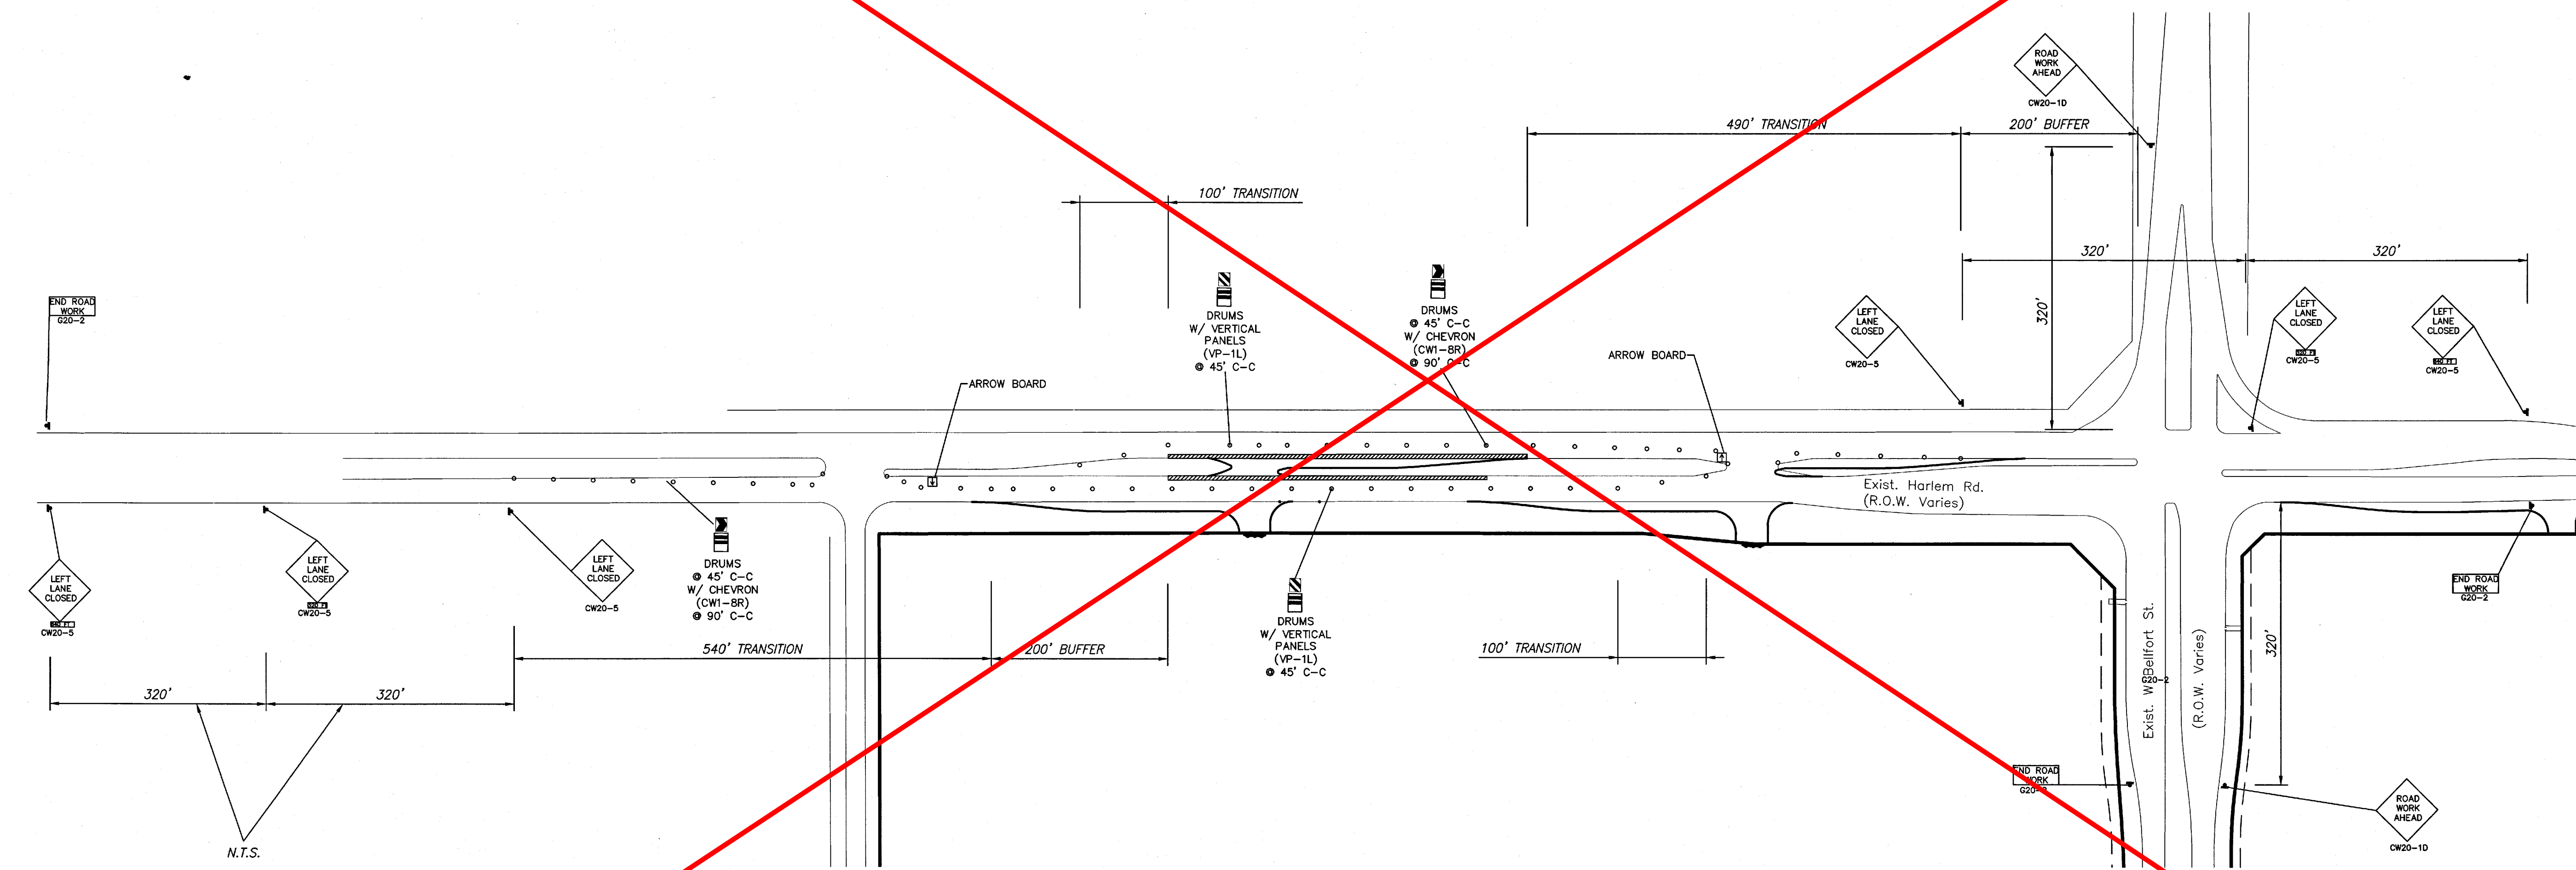 ROAD
WORK
AHEAD
CW20-1D
490' TRANSITION
200' BUFFER
100' TRANSITION
320'
320'
320'
END ROAD
WORK
G20-2
DRUMS
W/ VERTICAL
PANELS
(VP-1L)
@ 45' C-C
DRUMS
@ 45' C-C
W/ CHEVRON
(CW1-8R)
@ 90' C-C
ARROW BOARD
ARROW BOARD
LEFT
LANE
CLOSED
CW20-5
LEFT
LANE
CLOSED
CW20-5
LEFT
LANE
CLOSED
CW20-5
Exist. Harlem Rd.
(R.O.W. Varies)
LEFT
LANE
CLOSED
CW20-5
LEFT
LANE
CLOSED
CW20-5
LEFT
LANE
CLOSED
CW20-5
DRUMS
@ 45' C-C
W/ CHEVRON
(CW1-8R)
@ 90' C-C
DRUMS
W/ VERTICAL
PANELS
(VP-1L)
@ 45' C-C
END ROAD
WORK
G20-2
540' TRANSITION
200' BUFFER
100' TRANSITION
320'
320'
320'
Exist. W Bellfort St.
G20-2
(R.O.W. Varies)
END ROAD
WORK
G20-2
ROAD
WORK
AHEAD
CW20-1D
N.T.S.